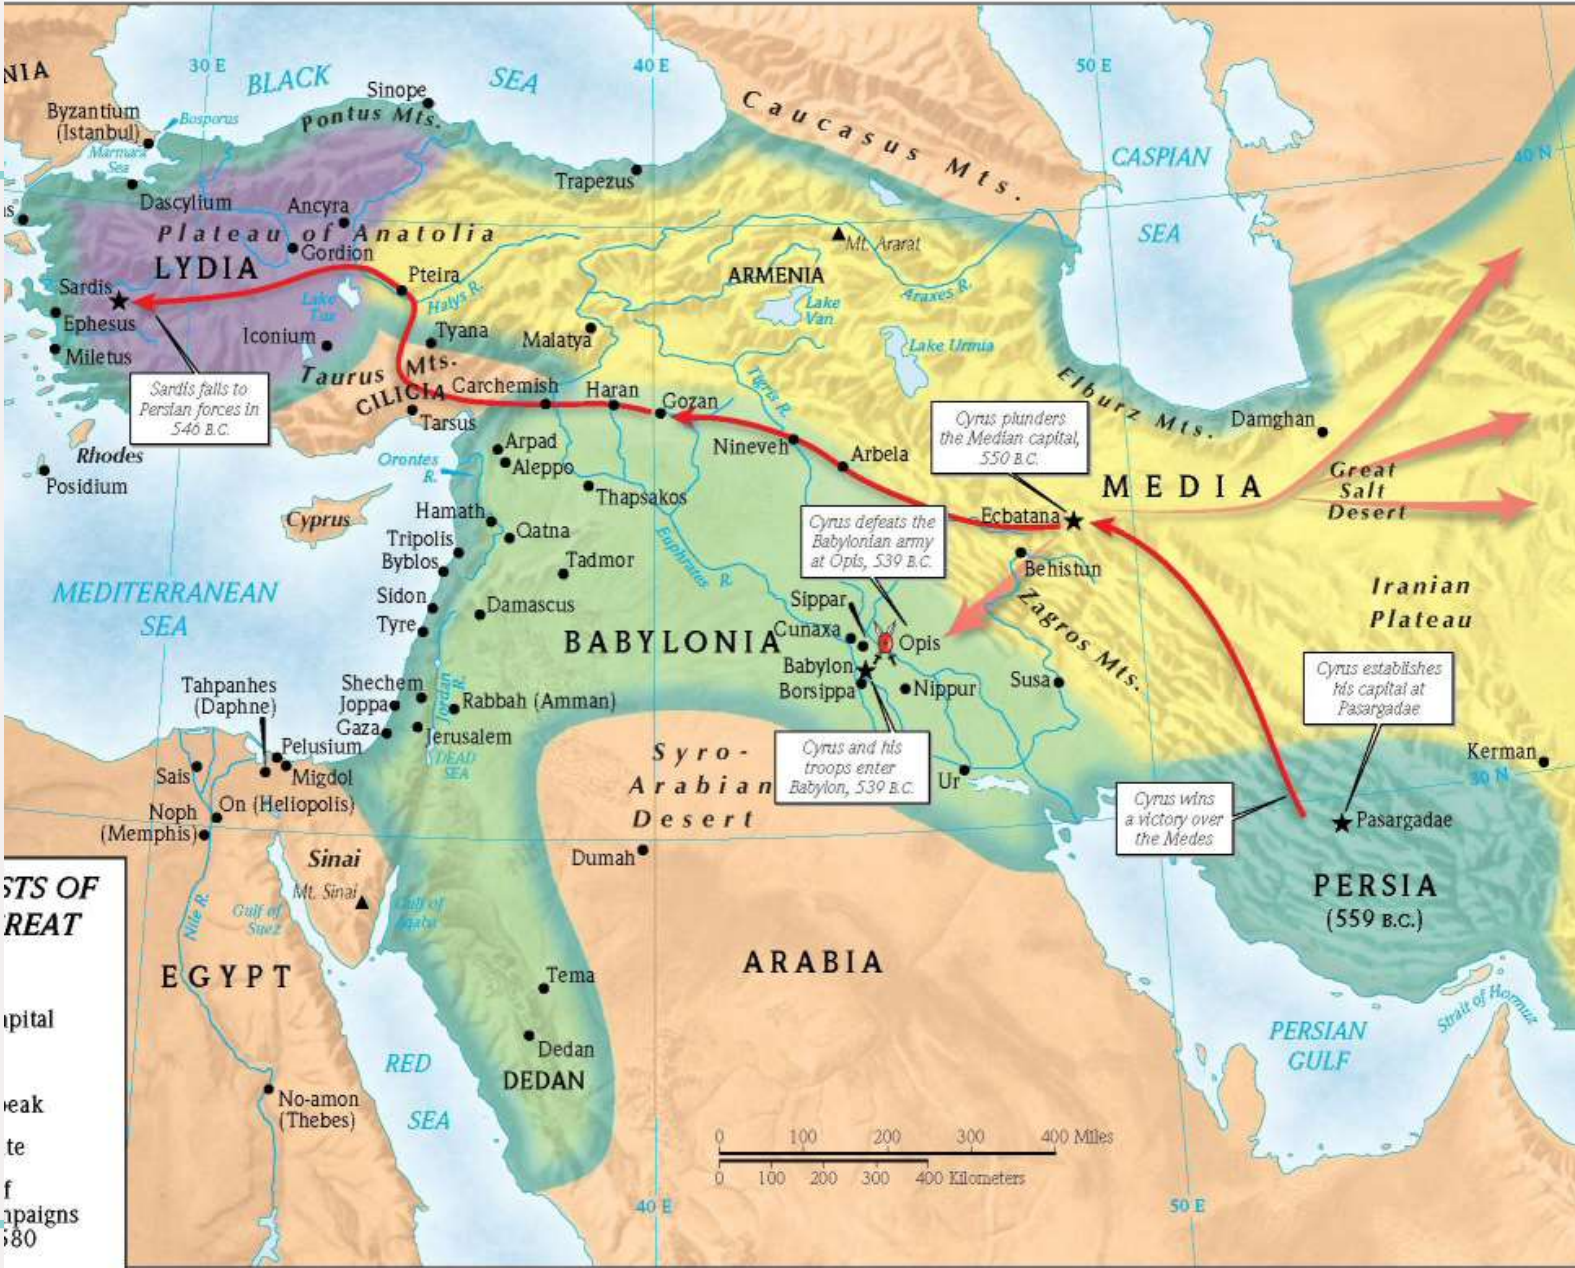 NIA
30 E
BLACK
SEA
40 E
50 E
Byzantium
(Istanbul)
Bosporus
Marmara
Sea
Sinope
Pontus Mts.
Caucasus Mts.
CASPIAN
SEA
40 N
Trapezus
Dascylium
Ancyra
Plateau of Anatolia
Gordion
LYDIA
Pteira
Halys R.
Mt. Ararat
ARMENIA
Araxes R.
Lake
Van
Lake Urmia
Sardis
Ephesus
Miletus
Lake
Tuz
Iconium
Tyana
Malatya
Taurus Mts.
CILICIA
Carchemish
Haran
Gozan
Tigris R.
Elburz Mts.
Damghan
Sardis falls to
Persian forces in
546 B.C.
Tarsus
Nineveh
Arbela
Cyrus plunders
the Median capital,
550 B.C.
MEDIA
Great
Salt
Desert
Rhodes
Posidium
Orontes
R.
Arpad
Aleppo
Thapsakos
Cyprus
Hamath
Qatna
Tripolis
Byblos
Tadmor
Euphrates R.
Cyrus defeats the
Babylonian army
at Opis, 539 B.C.
Ecbatana
Behistun
Zagros Mts.
Iranian
Plateau
MEDITERRANEAN
SEA
Sidon
Tyre
Damascus
BABYLONIA
Sippar
Cunaxa
Opis
Babylon
Borsippa
Nippur
Susa
Cyrus establishes
his capital at
Pasargadae
Tahpanhes
(Daphne)
Shechem
Joppa
Gaza
Jordan
R.
Rabbah (Amman)
Jerusalem
DEAD
SEA
Pelusium
Migdol
Sais
On (Heliopolis)
Noph
(Memphis)
Syro-
Arabian
Desert
Cyrus and his
troops enter
Babylon, 539 B.C.
Ur
Kerman
30 N
Cyrus wins
a victory over
the Medes
Pasargadae
PERSIA
(559 B.C.)
Dumah
Sinai
Mt. Sinai
Gulf of
Suez
Gulf of
Aqaba
Nile R.
EGYPT
ARABIA
Tema
Dedan
DEDAN
Strait of Hormuz
PERSIAN
GULF
RED
SEA
No-amon
(Thebes)
0 100 200 300 400 Miles
0 100 200 300 400 Kilometers
40 E
50 E
STS OF
REAT
apital
peak
te
f
mpaigns
580